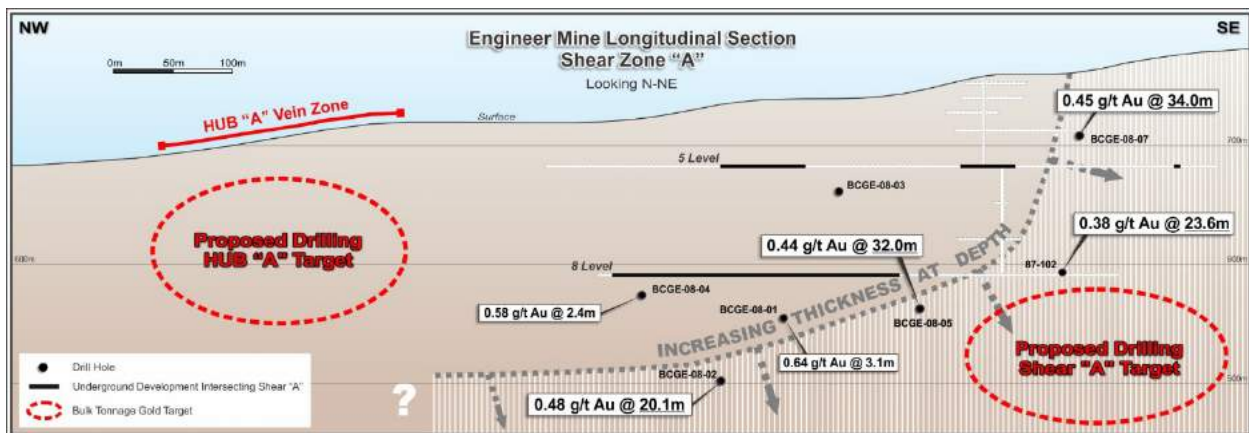 NW
SE
Engineer Mine Longitudinal Section
Shear Zone "A"
Looking N-NE
0m 50m 100m
HUB "A" Vein Zone
Surface
0.45 g/t Au @ 34.0m
BCGE-08-07
700m
5 Level
BCGE-08-03
0.38 g/t Au @ 23.6m
Proposed Drilling
HUB "A" Target
0.44 g/t Au @ 32.0m
600m
600m
8 Level
87-102
BCGE-08-04
0.58 g/t Au @ 2.4m
BCGE-08-01
BCGE-08-05
INCREASING THICKNESS AT DEPTH
0.64 g/t Au @ 3.1m
Proposed Drilling
Shear "A" Target
BCGE-08-02
500m
0.48 g/t Au @ 20.1m
?
Drill Hole
Underground Development Intersecting Shear "A"
Bulk Tonnage Gold Target